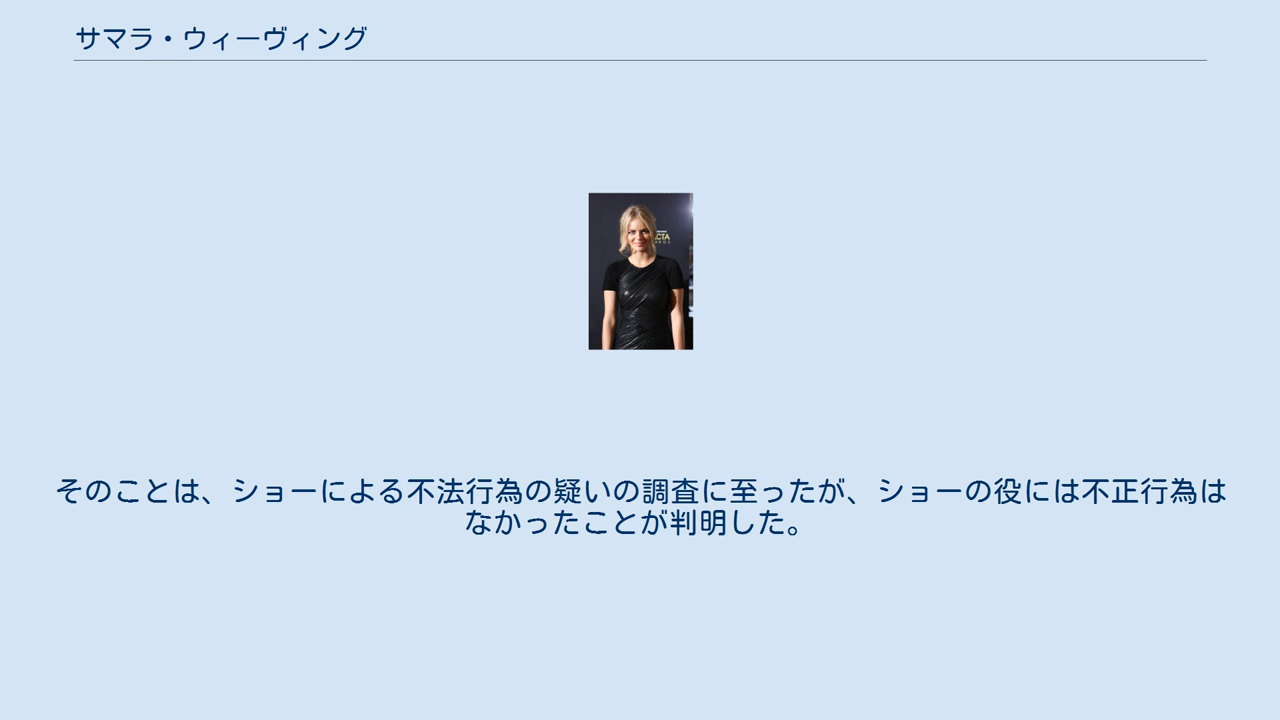 サマラ・ウィーヴィング
CTA
そのことは、ショーによる不法行為の疑いの調査に至ったが、ショーの役には不正行為は
なかったことが判明した。